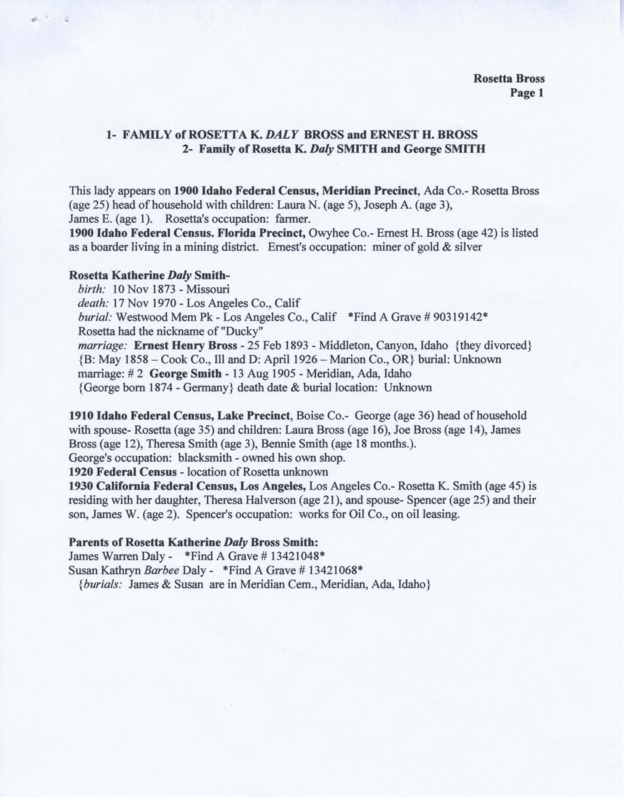 Rosetta Bross
Page 1
1- FAMILY of ROSETTA K. DALY BROSS and ERNEST H. BROSS
2- Family of Rosetta K. Daly SMITH and George SMITH
This lady appears on 1900 Idaho Federal Census, Meridian Precinct, Ada Co.- Rosetta Bross
(age 25) head of household with children: Laura N. (age 5), Joseph A. (age 3),
James E. (age 1). Rosetta's occupation: farmer.
1900 Idaho Federal Census. Florida Precinct, Owyhee Co.- Ernest H. Bross (age 42) is listed
as a boarder living in a mining district. Ernest's occupation: miner of gold & silver
Rosetta Katherine Daly Smith-
birth: 10 Nov 1873 - Missouri
death: 17 Nov 1970 - Los Angeles Co., Calif
burial: Westwood Mem Pk - Los Angeles Co., Calif *Find A Grave # 90319142*
Rosetta had the nickname of "Ducky"
marriage: Ernest Henry Bross - 25 Feb 1893 - Middleton, Canyon, Idaho {they divorced}
{B: May 1858 – Cook Co., Ill and D: April 1926 – Marion Co., OR} burial: Unknown
marriage: # 2 George Smith - 13 Aug 1905 - Meridian, Ada, Idaho
{George born 1874 - Germany} death date & burial location: Unknown
1910 Idaho Federal Census, Lake Precinct, Boise Co.- George (age 36) head of household
with spouse- Rosetta (age 35) and children: Laura Bross (age 16), Joe Bross (age 14), James
Bross (age 12), Theresa Smith (age 3), Bennie Smith (age 18 months.).
George's occupation: blacksmith - owned his own shop.
1920 Federal Census - location of Rosetta unknown
1930 California Federal Census, Los Angeles, Los Angeles Co.- Rosetta K. Smith (age 45) is
residing with her daughter, Theresa Halverson (age 21), and spouse- Spencer (age 25) and their
son, James W. (age 2). Spencer's occupation: works for Oil Co., on oil leasing.
Parents of Rosetta Katherine Daly Bross Smith:
James Warren Daly - *Find A Grave # 13421048*
Susan Kathryn Barbee Daly - *Find A Grave # 13421068*
{burials: James & Susan are in Meridian Cem., Meridian, Ada, Idaho}